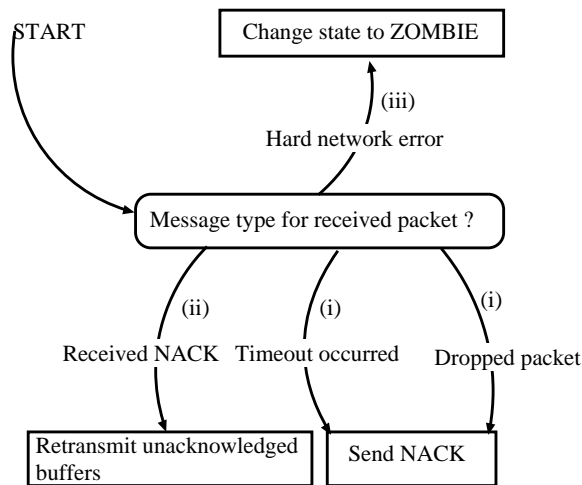 START
Change state to ZOMBIE
(iii)
Hard network error
Message type for received packet ?
(ii)
(i)
(i)
Received NACK
Timeout occurred
Dropped packet
Retransmit unacknowledged
buffers
Send NACK